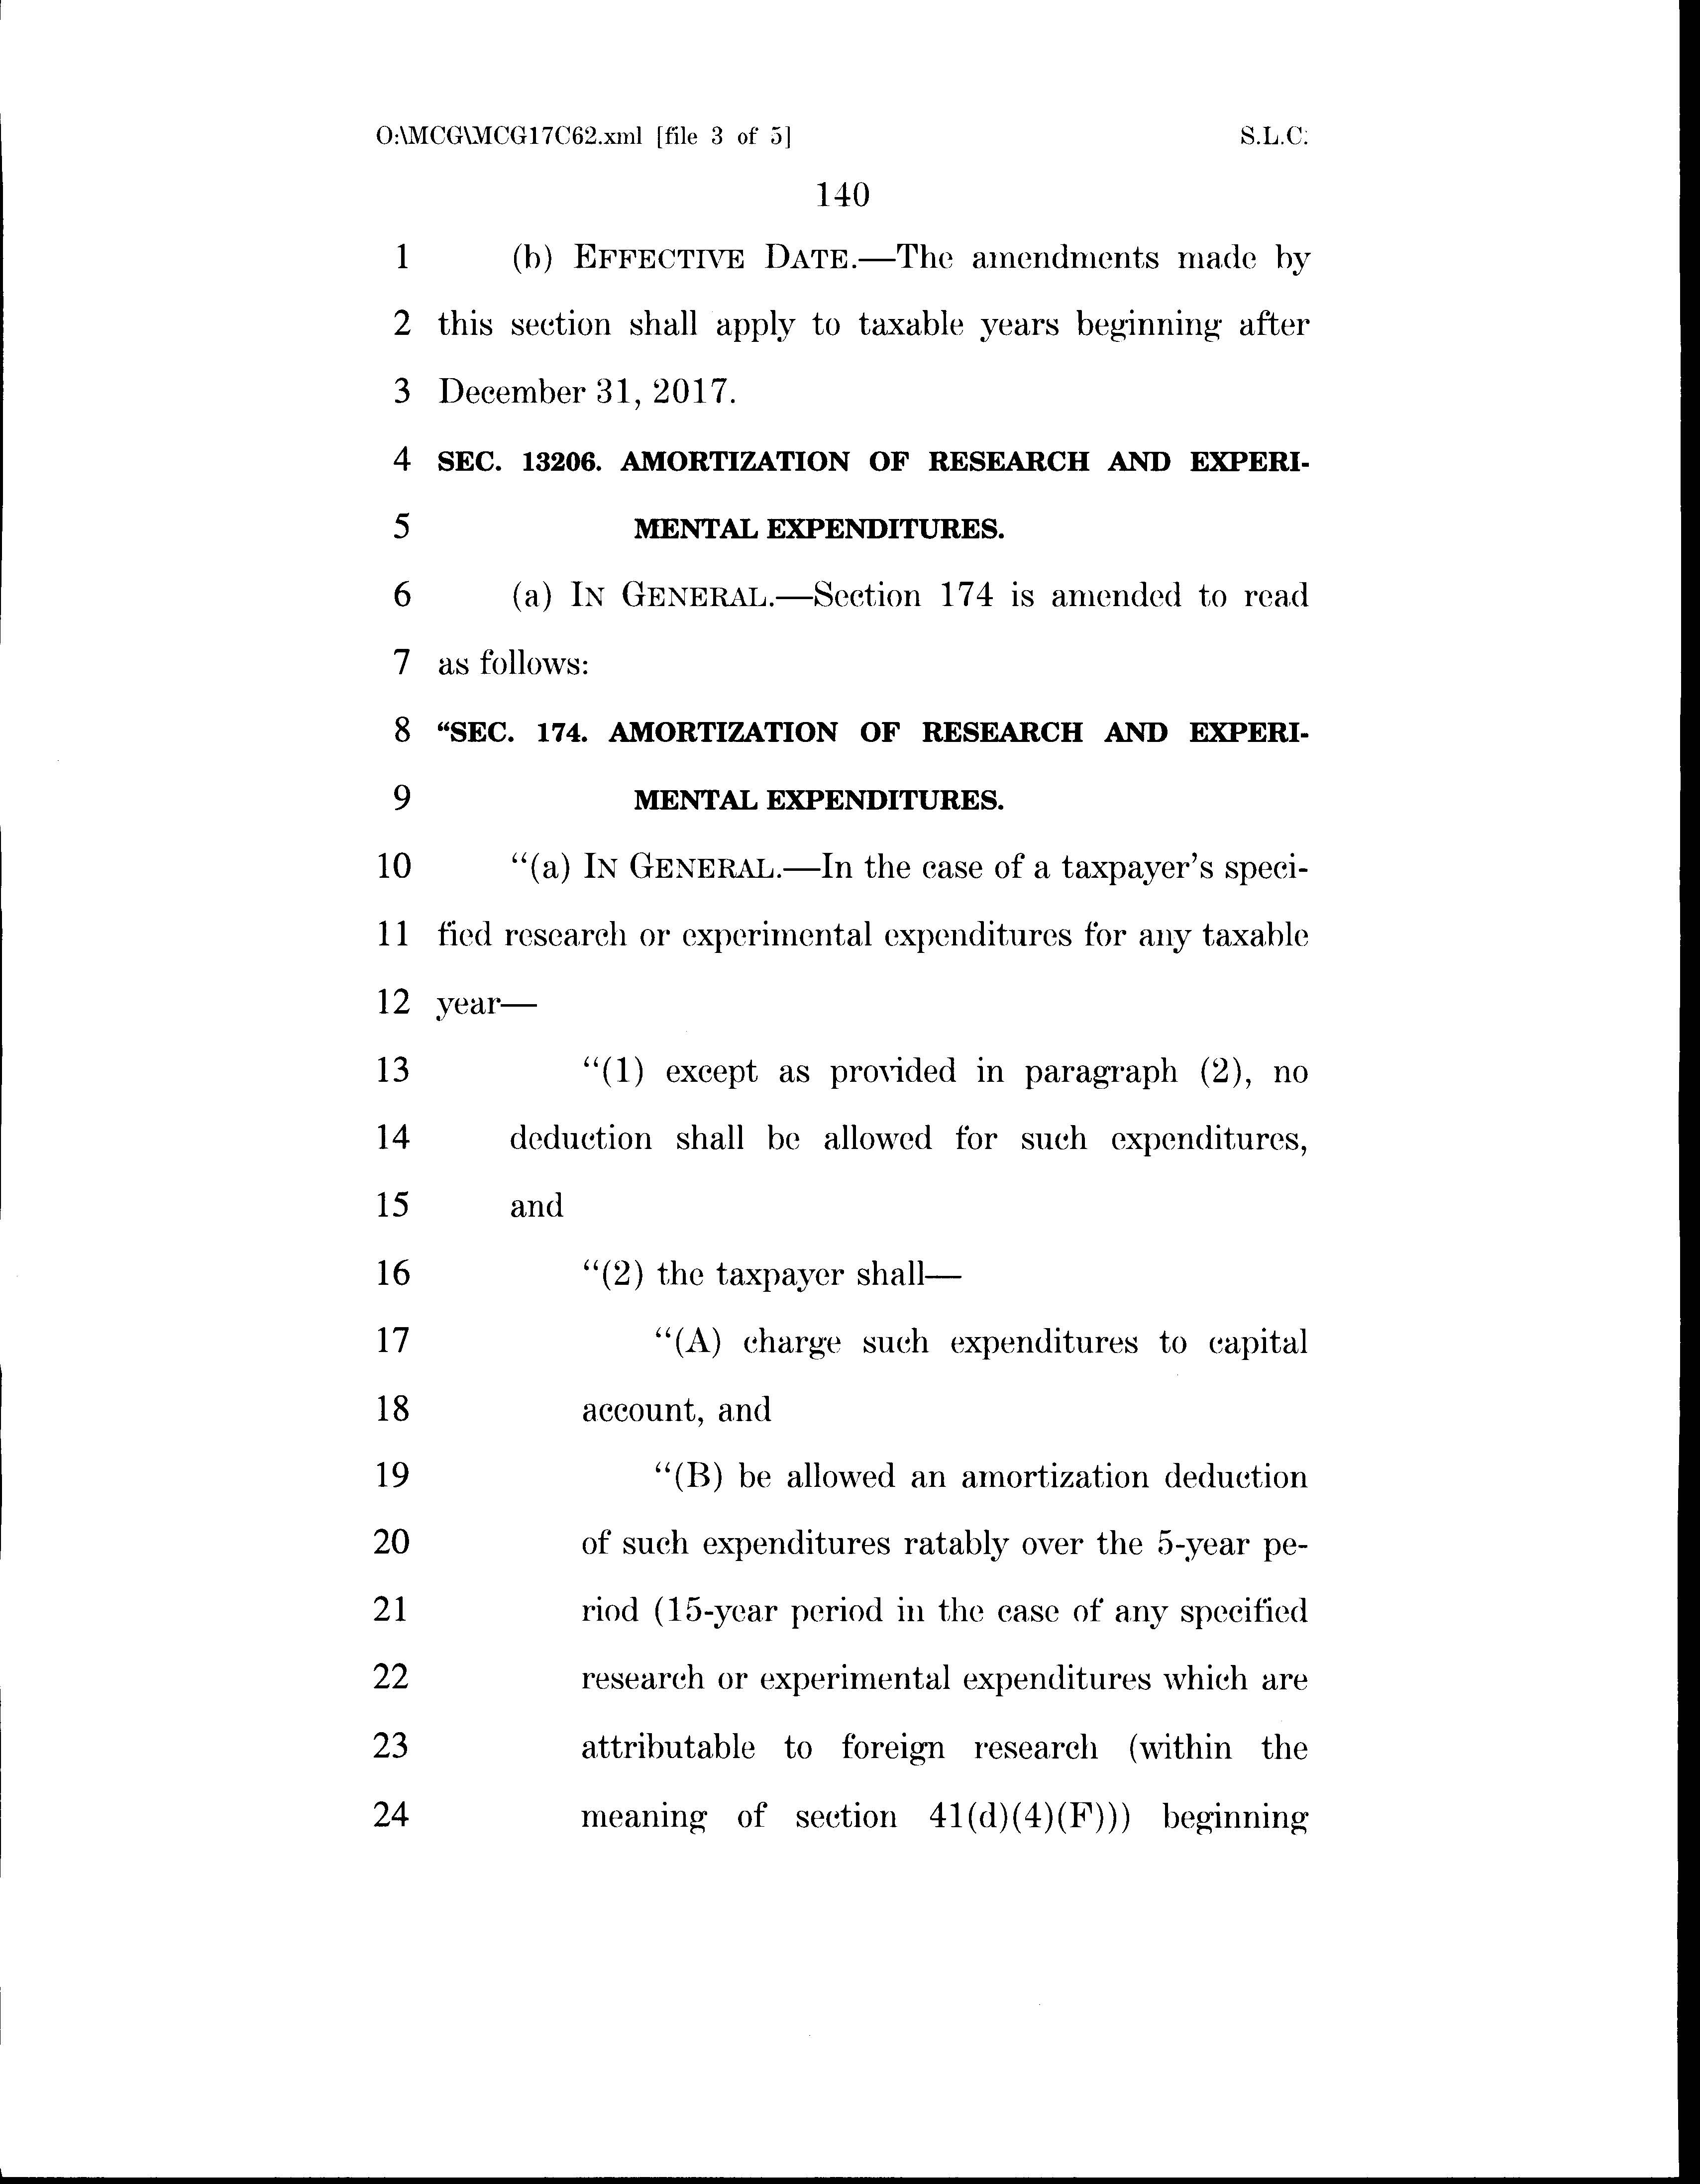 O:\MCG\MCG17C62.xml [file 3 of 5] S.L.C.
140
1 (b) EFFECTIVE DATE.—The amendments made by
2 this section shall apply to taxable years beginning after
3 December 31, 2017.
4 SEC. 13206. AMORTIZATION OF RESEARCH AND EXPERI-
5 MENTAL EXPENDITURES.
6 (a) IN GENERAL.—Section 174 is amended to read
7 as follows:
8 “SEC. 174. AMORTIZATION OF RESEARCH AND EXPERI-
9 MENTAL EXPENDITURES.
10 “(a) IN GENERAL.—In the case of a taxpayer’s speci-
11 fied research or experimental expenditures for any taxable
12 year—
13 “(1) except as provided in paragraph (2), no
14 deduction shall be allowed for such expenditures,
15 and
16 “(2) the taxpayer shall—
17 “(A) charge such expenditures to capital
18 account, and
19 “(B) be allowed an amortization deduction
20 of such expenditures ratably over the 5-year pe-
21 riod (15-year period in the case of any specified
22 research or experimental expenditures which are
23 attributable to foreign research (within the
24 meaning of section 41(d)(4)(F))) beginning